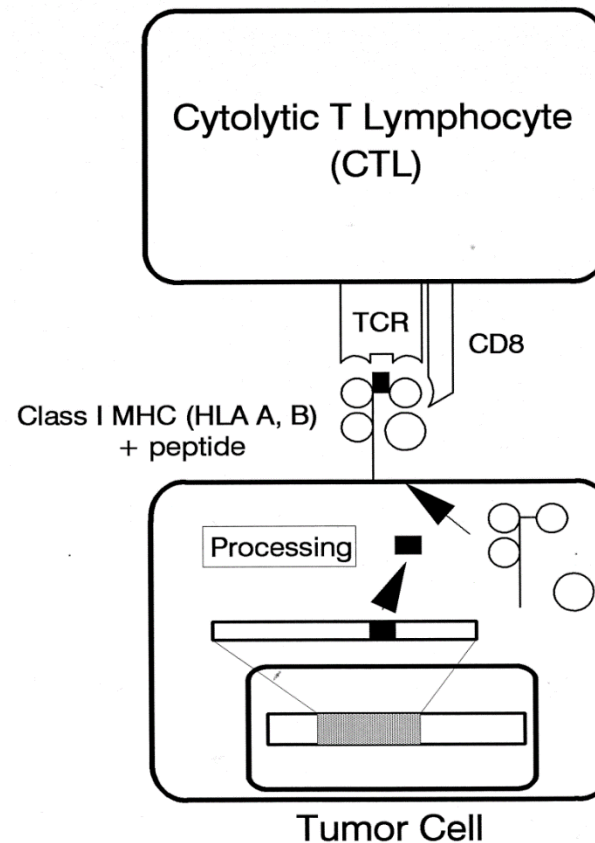 Cytolytic T Lymphocyte
(CTL)
TCR
CD8
Class I MHC (HLA A, B)
+ peptide
Processing
Tumor Cell